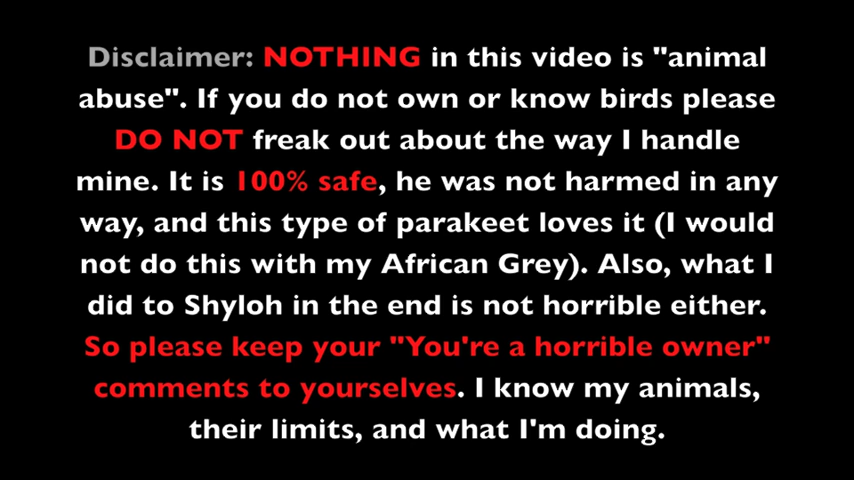 Disclaimer: NOTHING in this video is "animal
abuse". If you do not own or know birds please
DO NOT freak out about the way I handle
mine. It is 100% safe, he was not harmed in any
way, and this type of parakeet loves it (I would
not do this with my African Grey). Also, what I
did to Shyloh in the end is not horrible either.
So please keep your "You're a horrible owner"
comments to yourselves. I know my animals,
their limits, and what I'm doing.